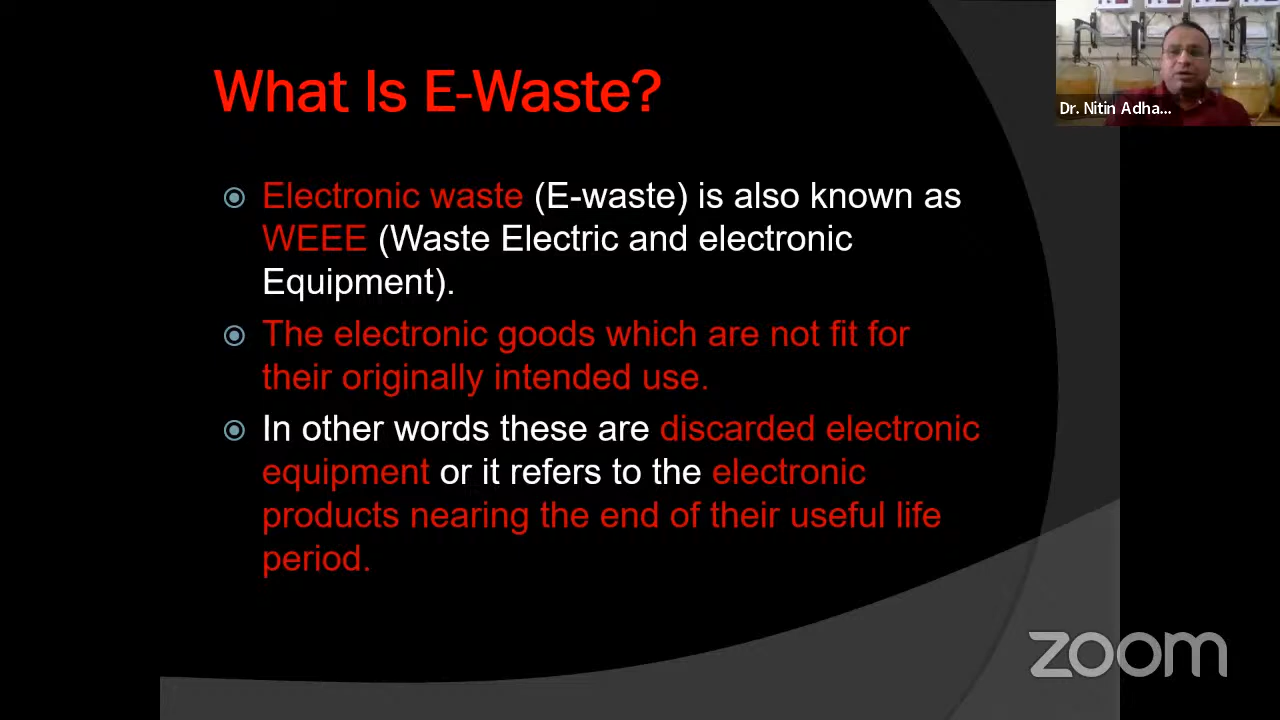 What Is E-Waste?
Electronic waste (E-waste) is also known as
WEEE (Waste Electric and electronic
Equipment).
The electronic goods which are not fit for
their originally intended use.
In other words these are discarded electronic
equipment or it refers to the electronic
products nearing the end of their useful life
period.
Dr. Nitin Adha...
zoom